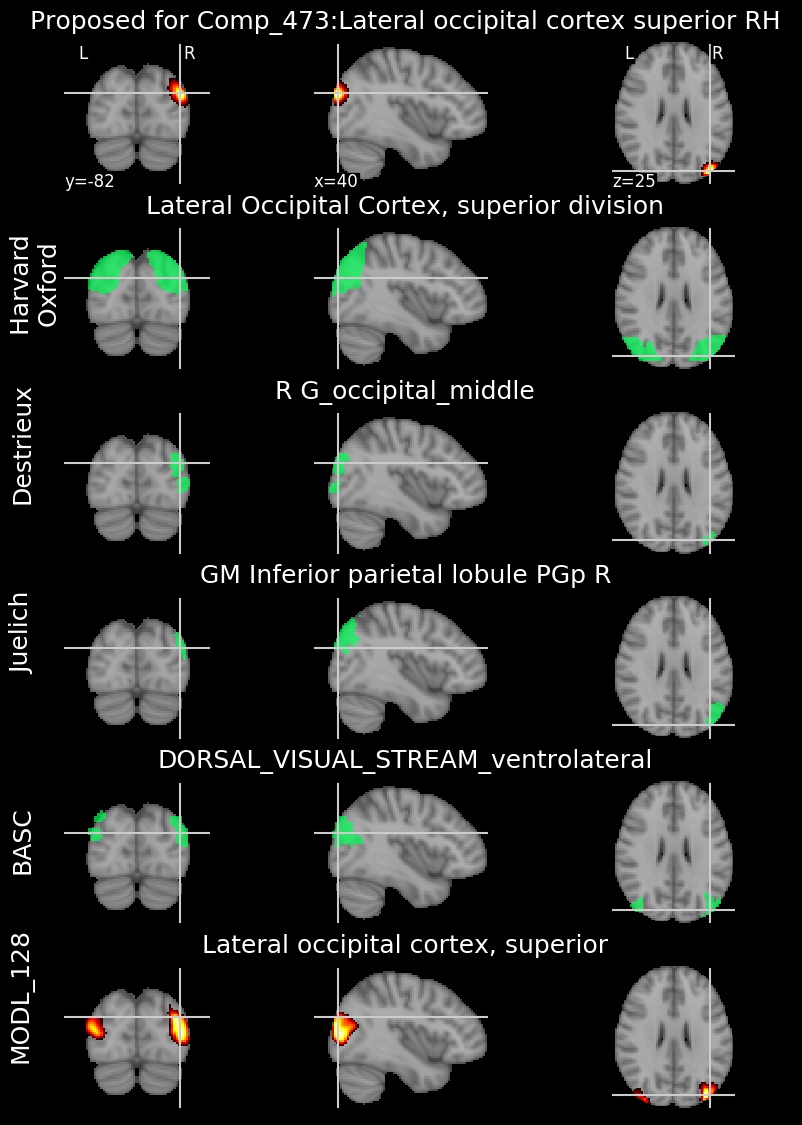 Proposed for Comp_473:Lateral occipital cortex superior RH
L R
L R
y=-82
x=40
z=25
Lateral Occipital Cortex, superior division
Harvard
Oxford
R G_occipital_middle
Destrieux
GM Inferior parietal lobule PGp R
Juelich
DORSAL_VISUAL_STREAM_ventrolateral
BASC
Lateral occipital cortex, superior
MODL_128